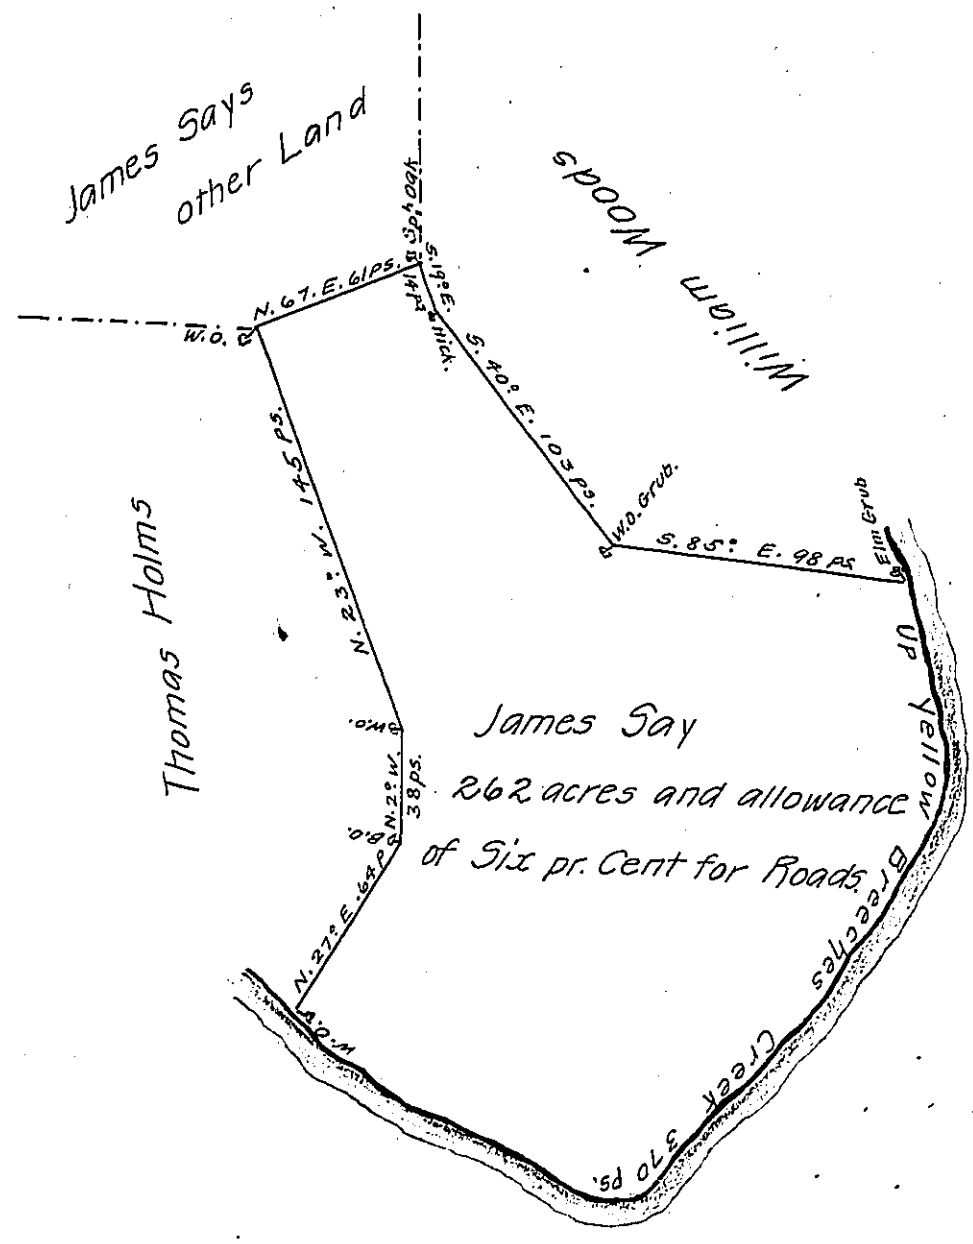 James Says
other Land
Sph Oak
William Woods
N. 67. E. 61 ps.
S. 19° E.
14 ps
Hick.
W.O.
S. 40° E. 103 ps.
W.O. Grub.
S. 85° E. 98 ps
Elm Grub
N. 23° W. 145 ps.
Thomas Holms
W.O.
James Say
262 acres and allowance
of Six pr. Cent for Roads.
N. 2° W.
38 ps.
B.O.
N. 27° E. 64 P
W.O.
Up Yellow Breeches Creek 370 ps.